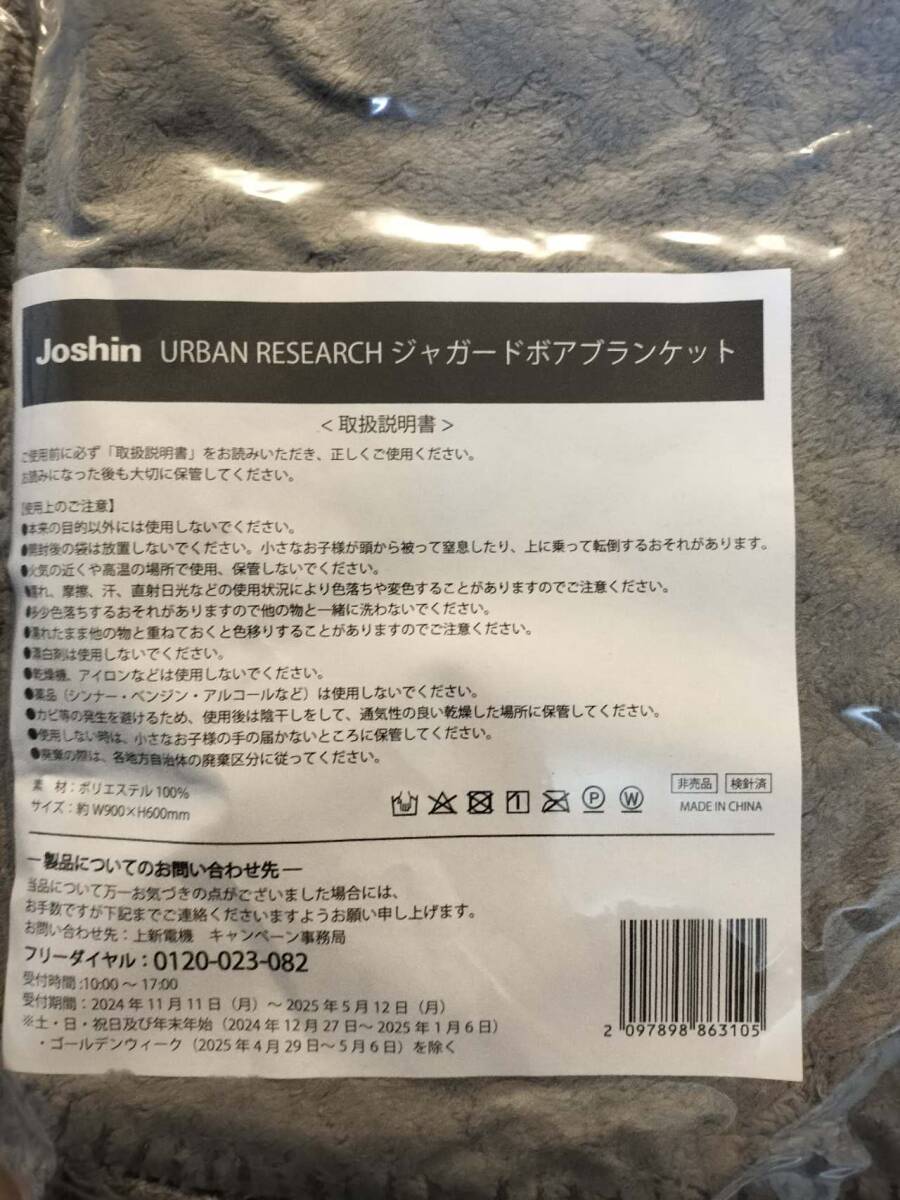 Joshin URBAN RESEARCH ジャガードボアブランケット
<取扱説明書>
ご使用前に必ず「取扱説明書」をお読みいただき、正しくご使用ください。
お読みになった後も大切に保管してください。
【使用上のご注意】
●本来の目的以外には使用しないでください。
●開封後の袋は放置しないでください。小さなお子様が頭から被って窒息したり、上に乗って転倒するおそれがあります。
●火気の近くや高温の場所で使用、保管しないでください。
●濡れ、摩擦、汗、直射日光などの使用状況により色落ちや変色することがありますのでご注意ください。
●多少色落ちするおそれがありますので他の物と一緒に洗わないでください。
●濡れたまま他の物と重ねておくと色移りすることがありますのでご注意ください。
●漂白剤は使用しないでください。
●乾燥機、アイロンなどは使用しないでください。
●薬品(シンナー・ベンジン・アルコールなど)は使用しないでください。
●カビ等の発生を避けるため、使用後は陰干しをして、通気性の良い乾燥した場所に保管してください。
●使用しない時は、小さなお子様の手の届かないところに保管してください。
●廃棄の際は、各地方自治体の廃棄区分に従ってください。
素 材:ポリエステル 100%
サイズ:約 W900×H600mm
P W
非売品 検針済
MADE IN CHINA
―製品についてのお問い合わせ先―
当品について万一お気づきの点がございました場合には、
お手数ですが下記までご連絡くださいますようお願い申し上げます。
お問い合わせ先:上新電機 キャンペーン事務局
フリーダイヤル:0120-023-082
受付時間:10:00～17:00
受付期間:2024年11月11日(月)～2025年5月12日(月)
※土・日・祝日及び年末年始(2024年12月27日～2025年1月6日)
・ゴールデンウィーク(2025年4月29日～5月6日)を除く
2 097898 863105